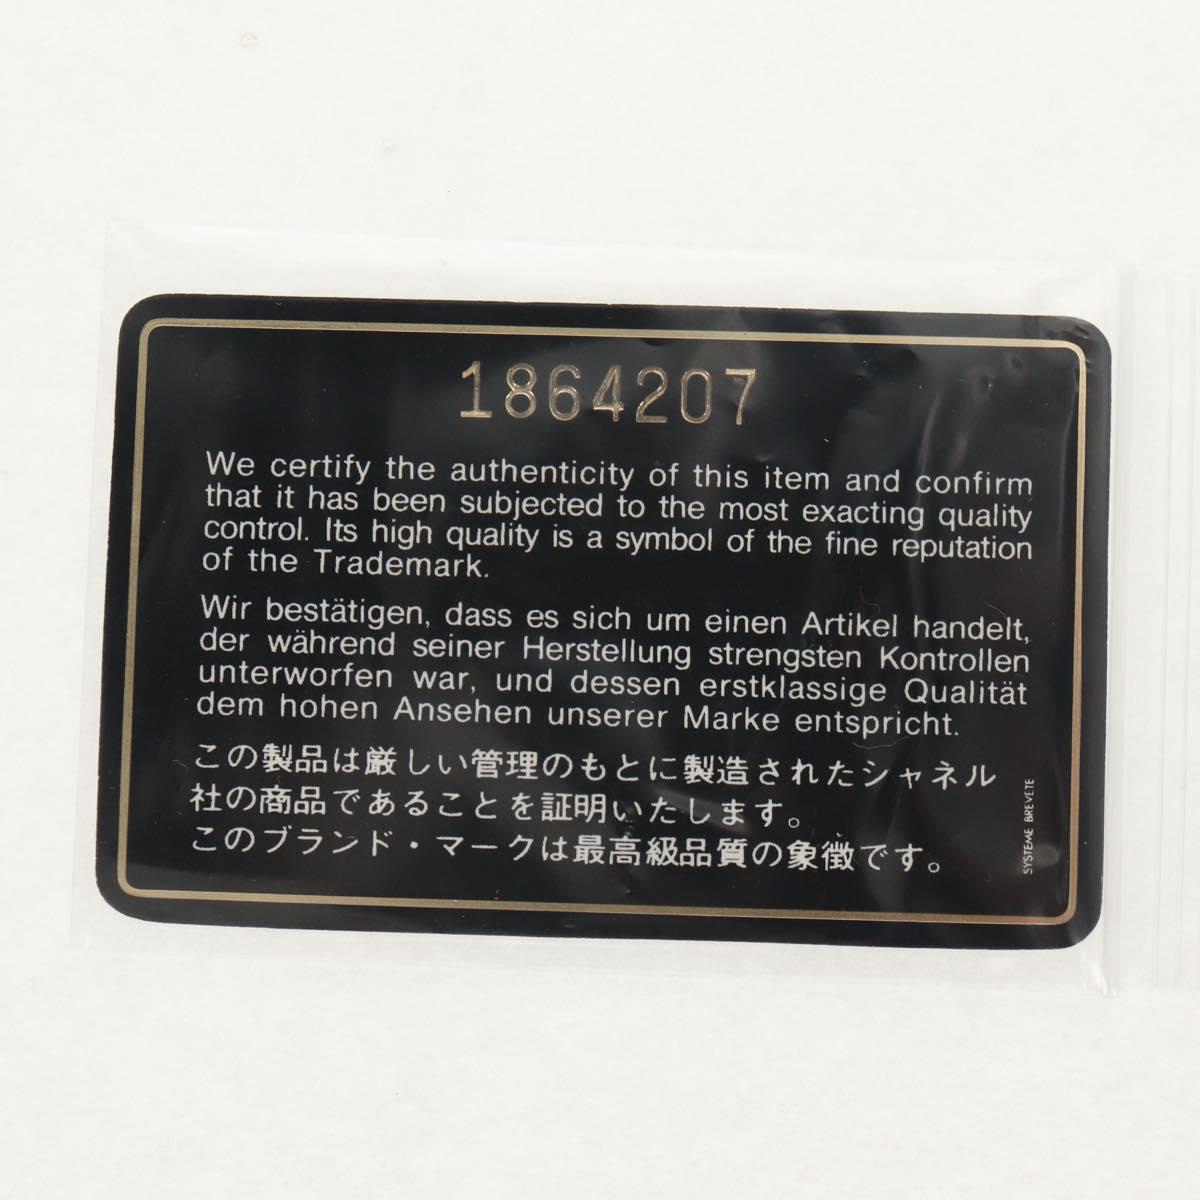 1864207
We certify the authenticity of this item and confirm
that it has been subjected to the most exacting quality
control. Its high quality is a symbol of the fine reputation
of the Trademark.
Wir bestätigen, dass es sich um einen Artikel handelt,
der während seiner Herstellung strengsten Kontrollen
unterworfen war, und dessen erstklassige Qualität
dem hohen Ansehen unserer Marke entspricht.
この製品は厳しい管理のもとに製造されたシャネル
社の商品であることを証明いたします。
このブランド・マークは最高級品質の象徴です。
SYSTEME BREVETE